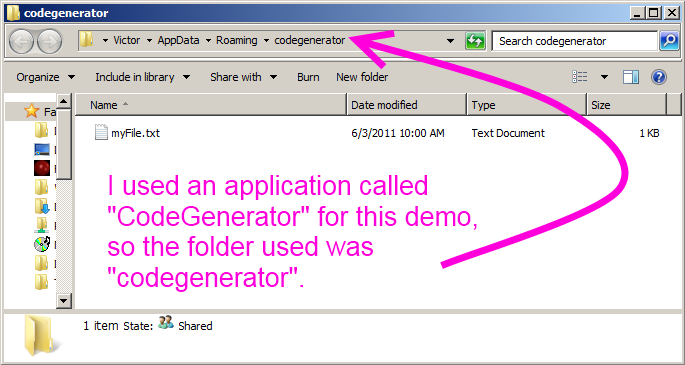 codegenerator
Victor AppData Roaming codegenerator
Search codegenerator
Organize Include in library Share with Burn New folder
Name Date modified Type Size
Fa
myFile.txt 6/3/2011 10:00 AM Text Document 1 KB
I used an application called
"CodeGenerator" for this demo,
so the folder used was
"codegenerator".
1 item State: Shared